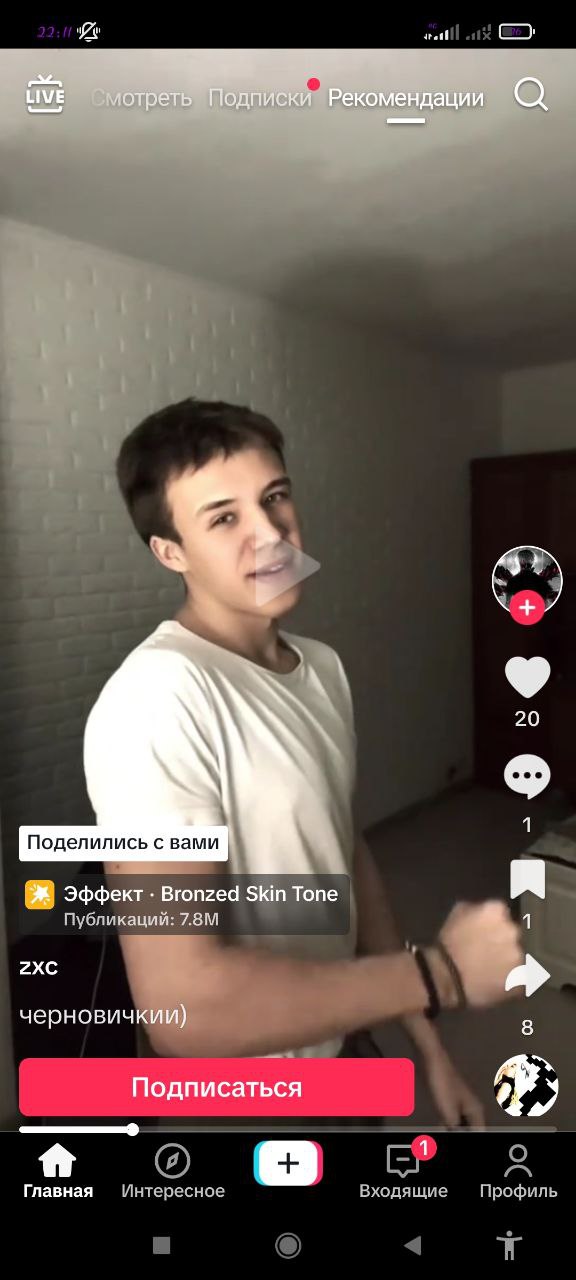 22:11
LIVE
Смотреть Подписки Рекомендации
20
1
Поделились с вами
Эффект · Bronzed Skin Tone
Публикаций: 7.8M
1
zxc
черновичкии)
8
Подписаться
1
Главная Интересное Входящие Профиль